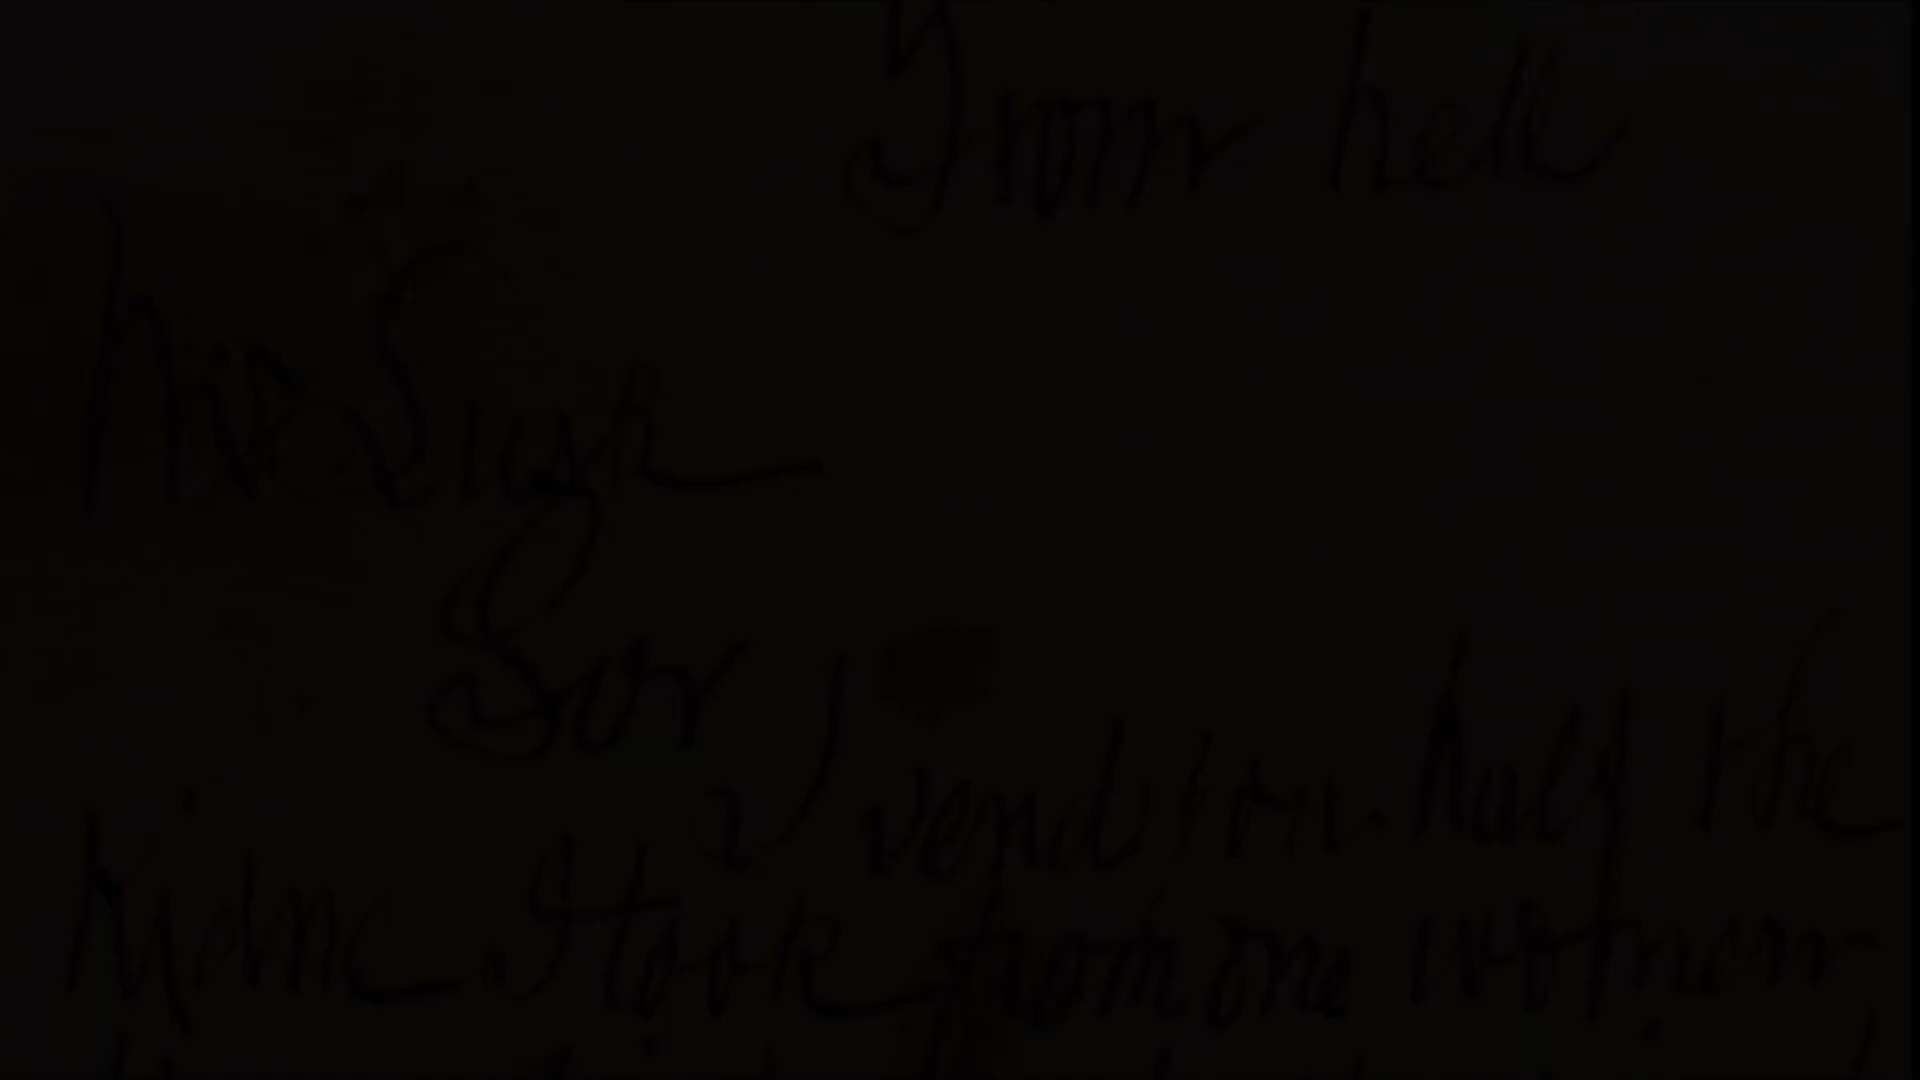 From hell
Mr Lusk
Sor
I send you half the
Kidne I took from one women